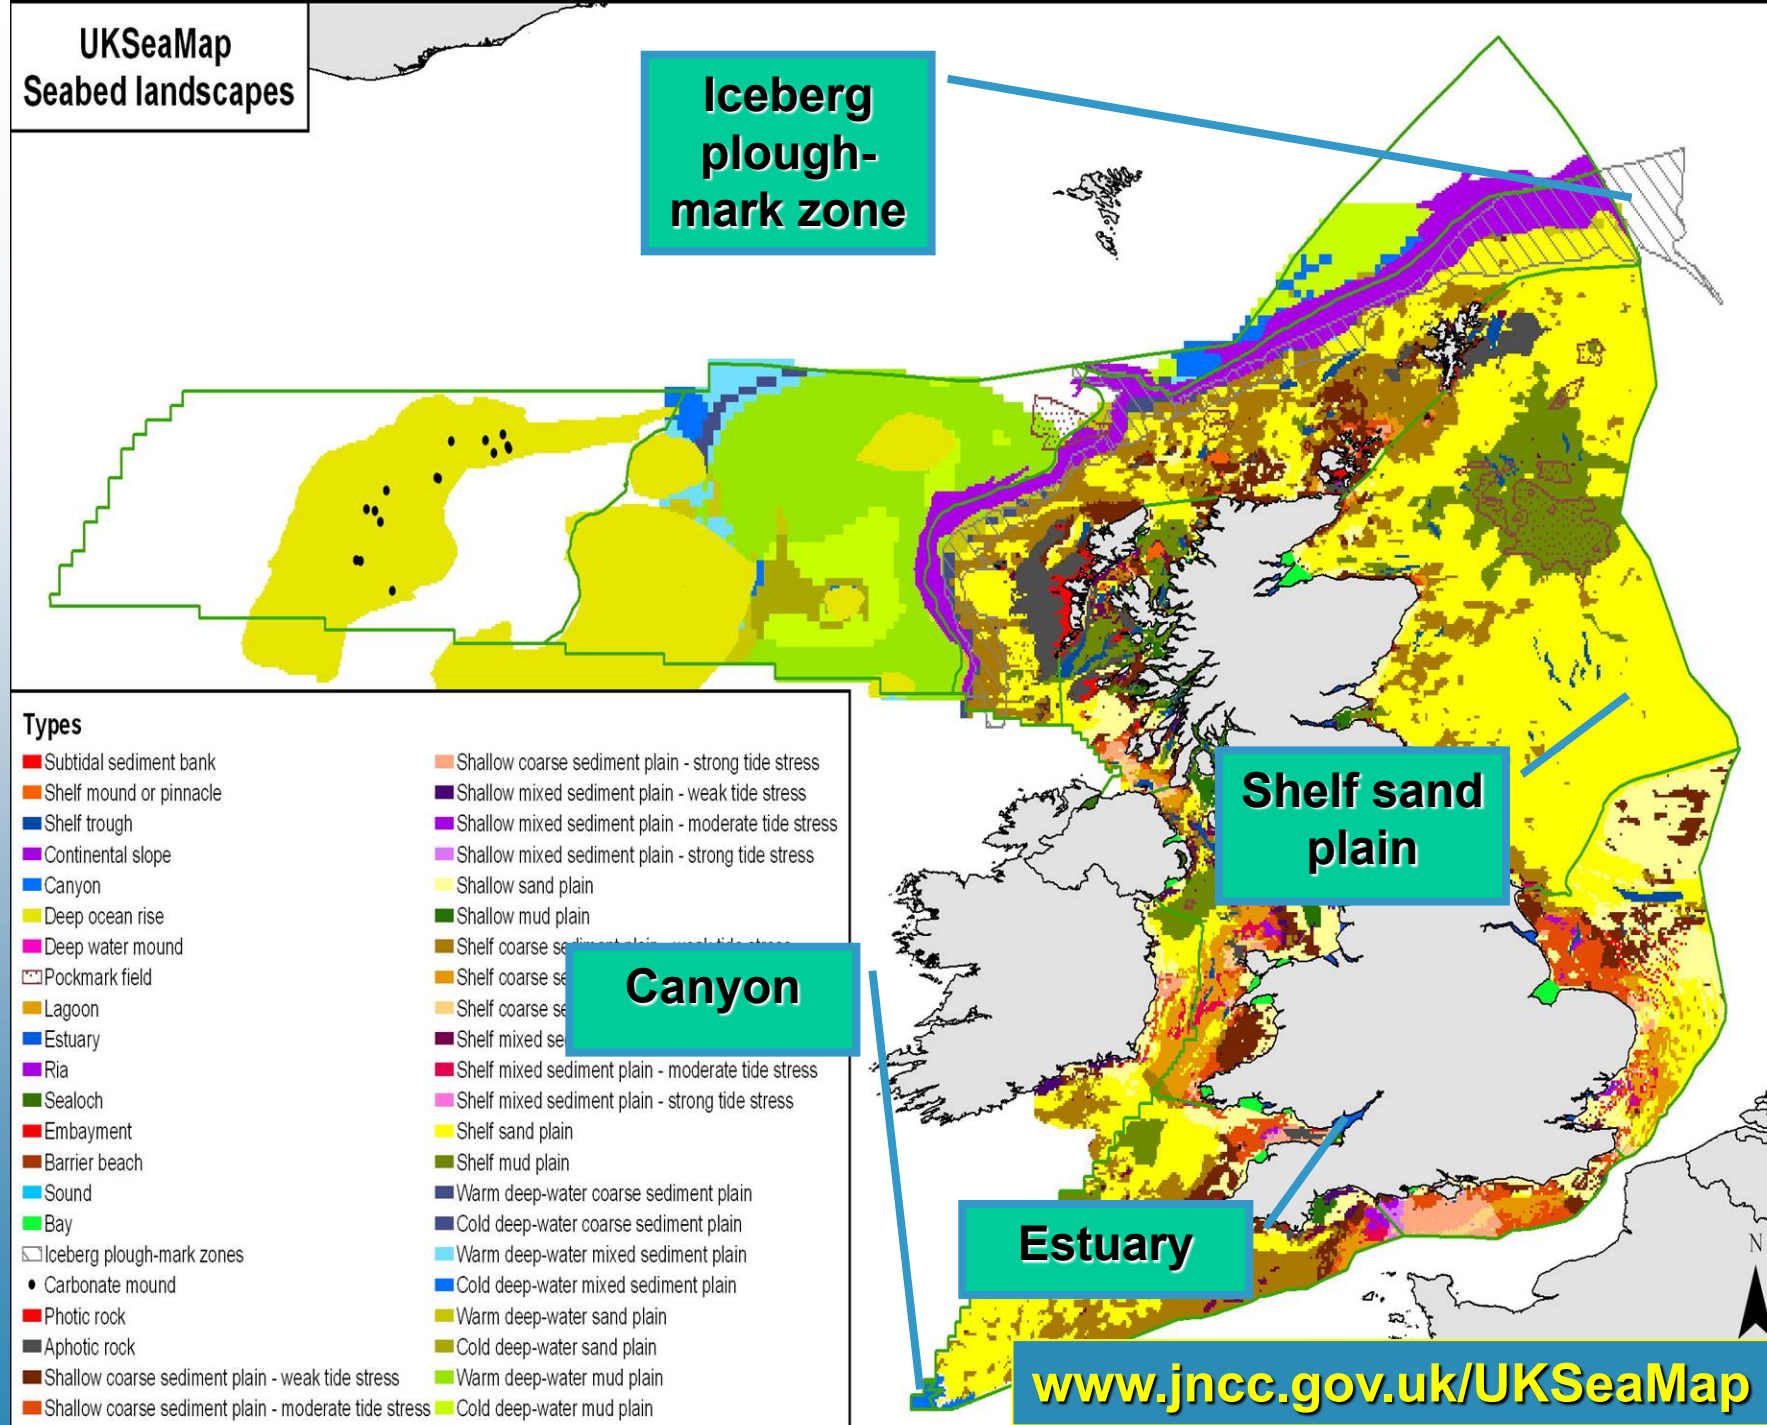 UKSeaMap
Seabed landscapes
Iceberg
plough-
mark zone
Shelf sand
plain
Canyon
Estuary
Types
Subtidal sediment bank
Shelf mound or pinnacle
Shelf trough
Continental slope
Canyon
Deep ocean rise
Deep water mound
Pockmark field
Lagoon
Estuary
Ria
Sealoch
Embayment
Barrier beach
Sound
Bay
Iceberg plough-mark zones
Carbonate mound
Photic rock
Aphotic rock
Shallow coarse sediment plain - weak tide stress
Shallow coarse sediment plain - moderate tide stress
Shallow coarse sediment plain - strong tide stress
Shallow mixed sediment plain - weak tide stress
Shallow mixed sediment plain - moderate tide stress
Shallow mixed sediment plain - strong tide stress
Shallow sand plain
Shallow mud plain
Shelf coarse sediment plain - weak tide stress
Shelf coarse
Shelf coarse
Shelf mixed
Shelf mixed sediment plain - moderate tide stress
Shelf mixed sediment plain - strong tide stress
Shelf sand plain
Shelf mud plain
Warm deep-water coarse sediment plain
Cold deep-water coarse sediment plain
Warm deep-water mixed sediment plain
Cold deep-water mixed sediment plain
Warm deep-water sand plain
Cold deep-water sand plain
Warm deep-water mud plain
Cold deep-water mud plain
N
www.jncc.gov.uk/UKSeaMap